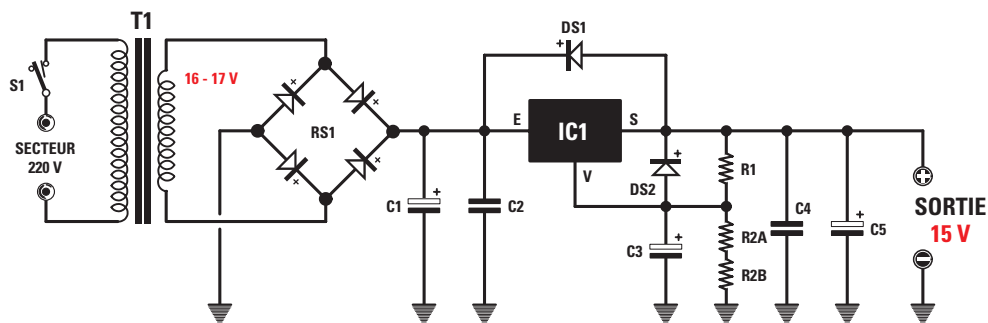 T1
S1
SECTEUR
220 V
16 - 17 V
RS1
DS1
E
IC1
S
V
DS2
R1
C1
C2
C3
R2A
R2B
C4
C5
SORTIE
15 V